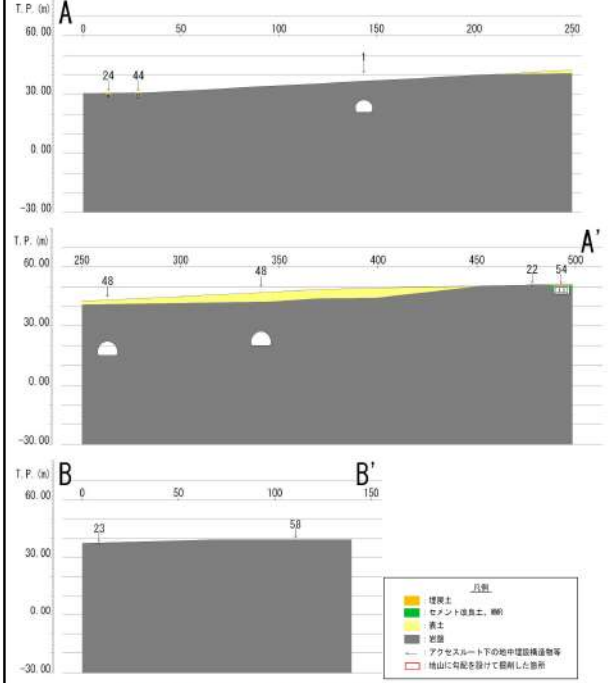 T. P. (m) A 0 50 100 150 200 250
60. 00
24 44 1
30. 00
0. 00
-30. 00
T. P. (m) A'
250 300 350 400 450 500
60. 00
48 48 22 54
30. 00
0. 00
-30. 00
T. P. (m) B B'
0 50 100 150
60. 00
23 58
30. 00
0. 00
-30. 00
凡例
：埋戻土
：セメント改良土，MMR
：表土
：岩盤
：アクセスルート下の地中埋設構造物等
：地山に勾配を設けて掘削した箇所